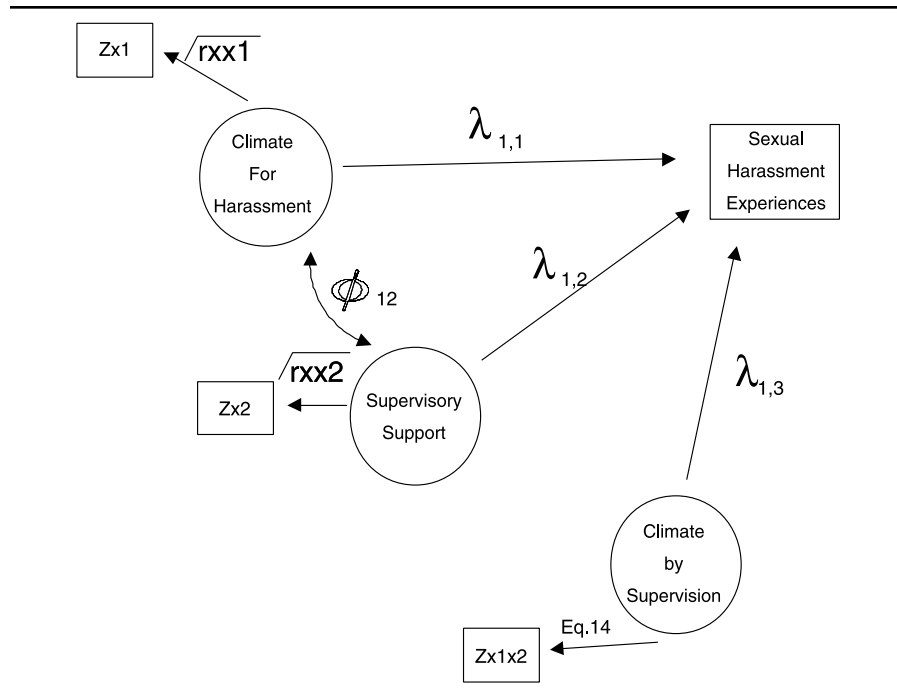 Zx1
√rxx1
Climate
For
Harassment
λ 1,1
Sexual
Harassment
Experiences
λ 1,2
ϕ 12
√rxx2
Zx2
Supervisory
Support
λ1,3
Climate
by
Supervision
Eq.14
Zx1x2